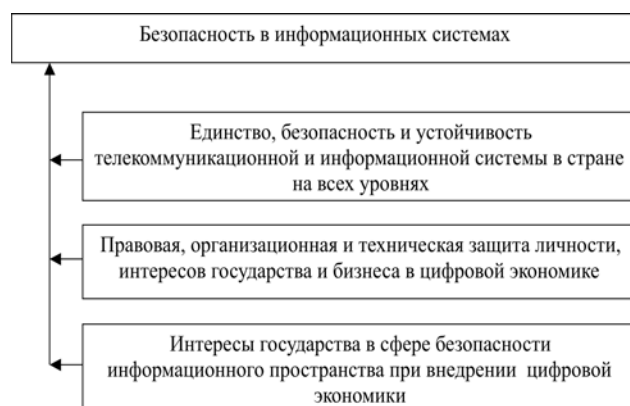 Безопасность в информационных системах
Единство, безопасность и устойчивость
телекоммуникационной и информационной системы в стране
на всех уровнях
Правовая, организационная и техническая защита личности,
интересов государства и бизнеса в цифровой экономике
Интересы государства в сфере безопасности
информационного пространства при внедрении цифровой
экономики